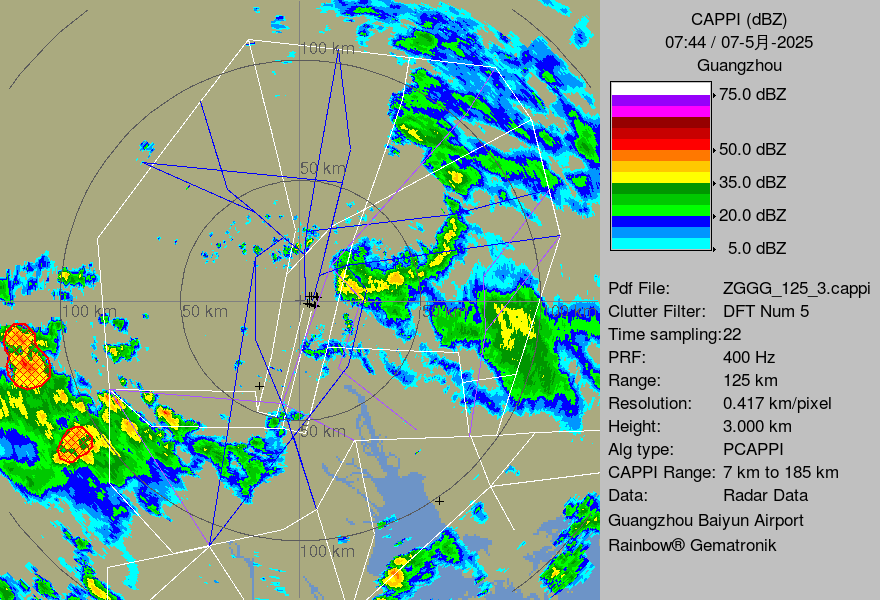 CAPPI (dBZ)
07:44 / 07-5月-2025
Guangzhou
75.0 dBZ
50.0 dBZ
35.0 dBZ
20.0 dBZ
5.0 dBZ
Pdf File: ZGGG_125_3.cappi
Clutter Filter: DFT Num 5
Time sampling:22
PRF: 400 Hz
Range: 125 km
Resolution: 0.417 km/pixel
Height: 3.000 km
Alg type: PCAPPI
CAPPI Range: 7 km to 185 km
Data: Radar Data
Guangzhou Baiyun Airport
Rainbow® Gematronik
100 km
50 km
100 km
50 km
50 km
100 km